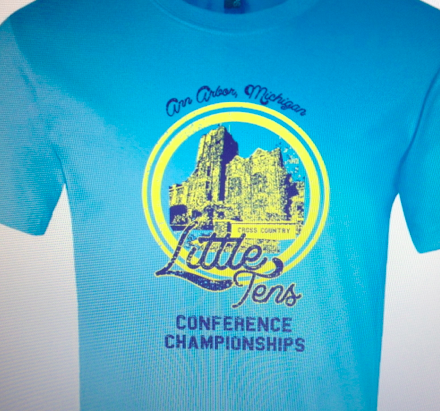 Ann Arbor, Michigan
CROSS COUNTRY
Little
Tens
CONFERENCE
CHAMPIONSHIPS